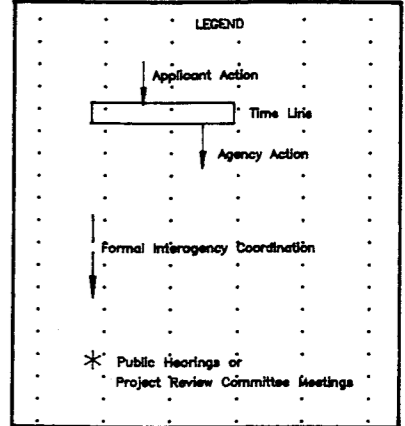 LEGEND
Applicant Action
Time Line
Agency Action
Formal Interagency Coordination
Public Hearings or
Project Review Committee Meetings